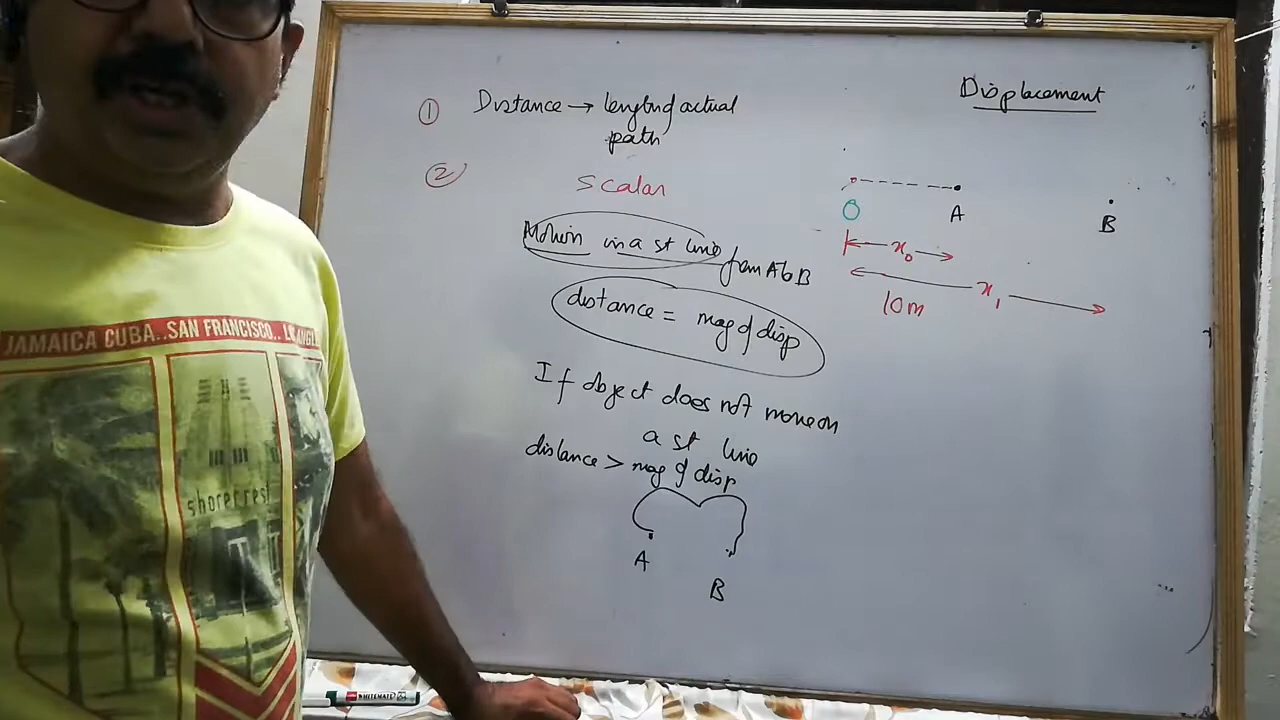 Displacement
① Distance → length of actual
path
②
Scalar
Motion in a st line from A to B
distance = mag of disp
If object does not move on
a st line
distance > mag of disp
A
B
O A B
x₀
x₁
10m
JAMAICA CUBA..SAN FRANCISCO..
shorecrest
WHITEMATE